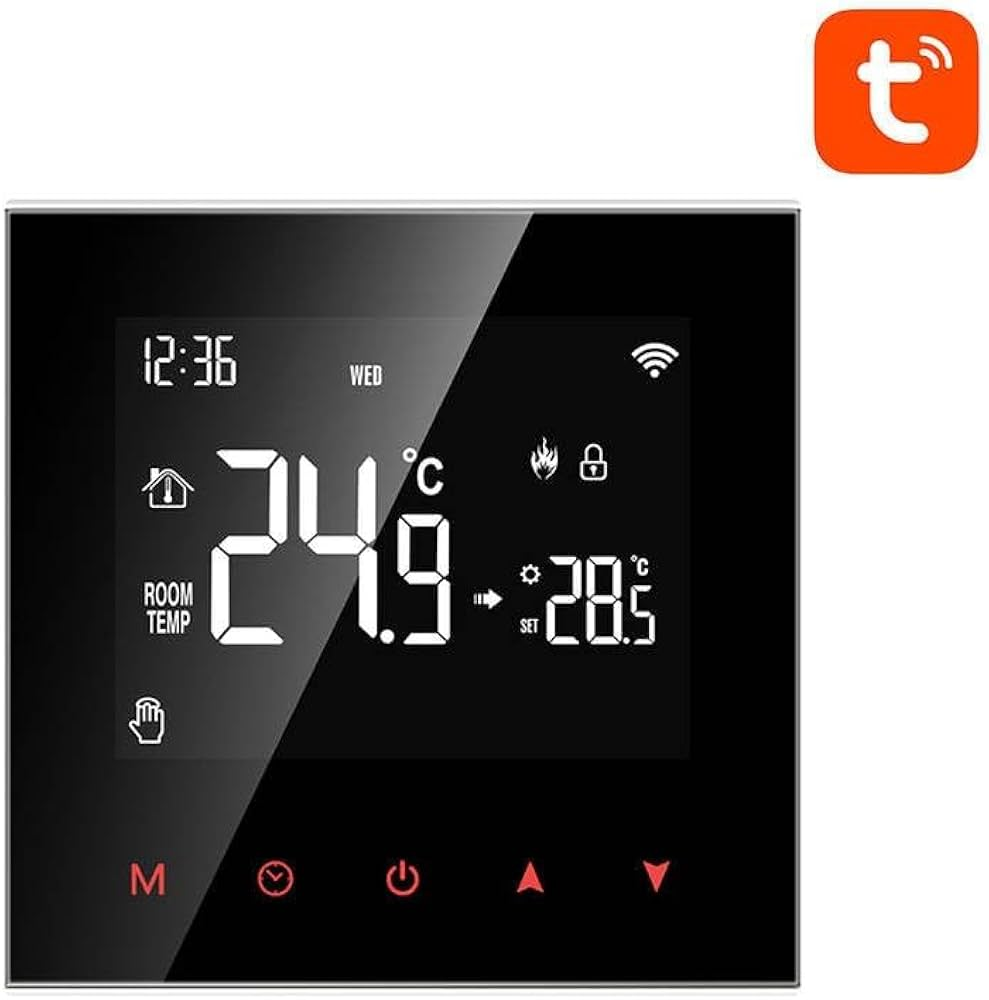 t
12:36
WED
24.9 °C
ROOM
TEMP
28.5 °C
SET
M